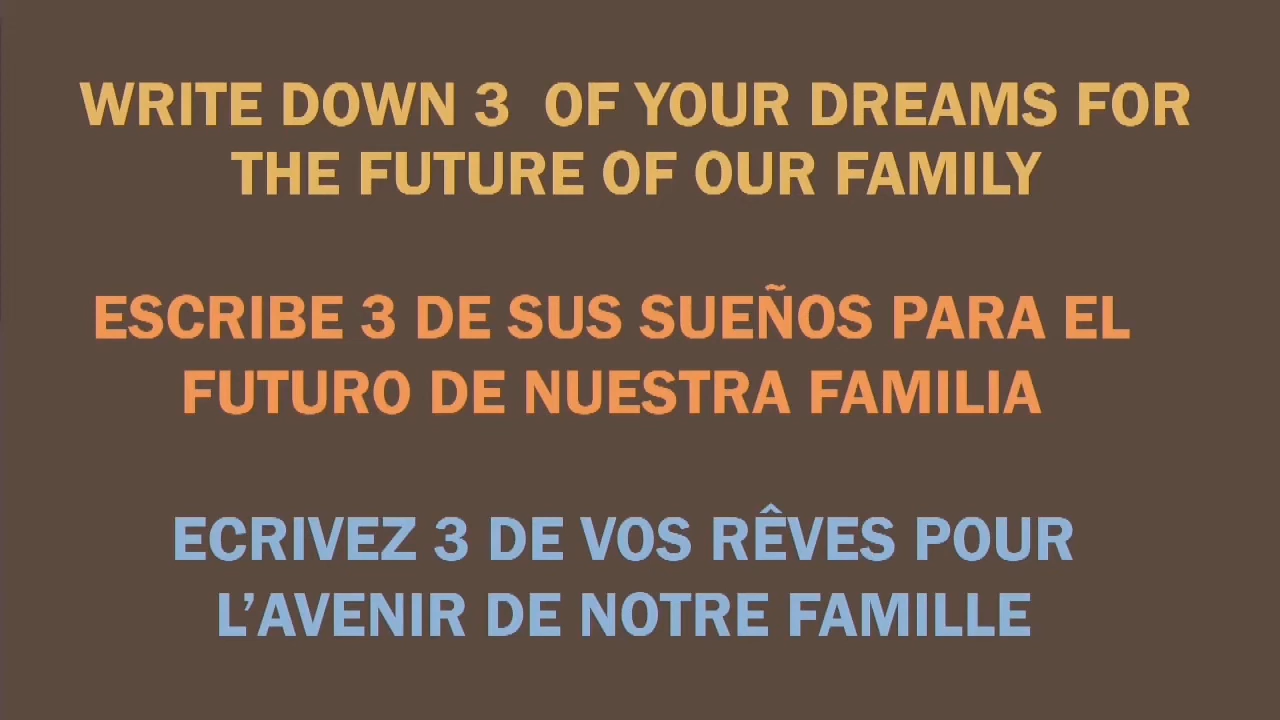 WRITE DOWN 3  OF YOUR DREAMS FOR
THE FUTURE OF OUR FAMILY
ESCRIBE 3 DE SUS SUEÑOS PARA EL
FUTURO DE NUESTRA FAMILIA
ECRIVEZ 3 DE VOS RÊVES POUR
L’AVENIR DE NOTRE FAMILLE